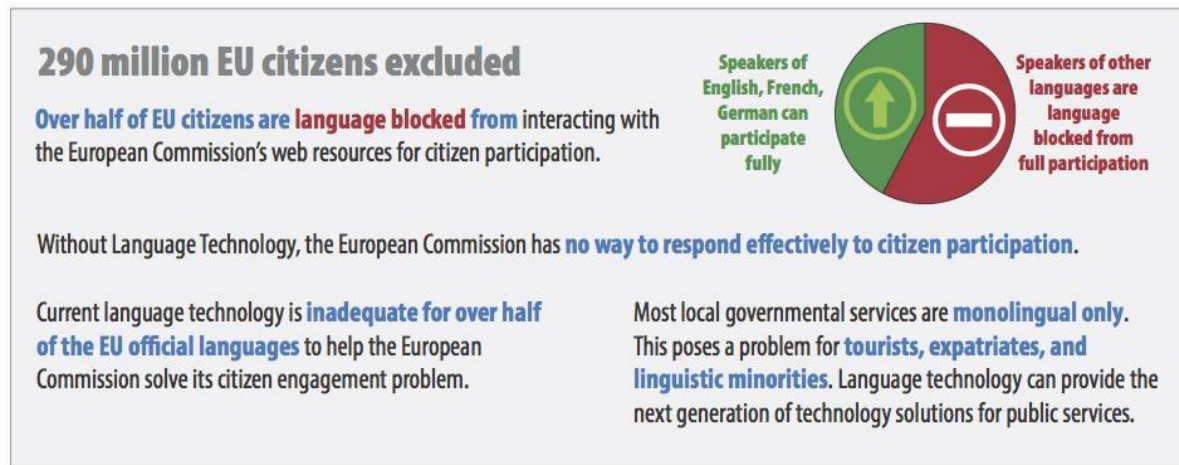 290 million EU citizens excluded
Over half of EU citizens are language blocked from interacting with
the European Commission's web resources for citizen participation.
Speakers of
English, French,
German can
participate
fully
Speakers of other
languages are
language
blocked from
full participation
Without Language Technology, the European Commission has no way to respond effectively to citizen participation.
Current language technology is inadequate for over half
of the EU official languages to help the European
Commission solve its citizen engagement problem.
Most local governmental services are monolingual only.
This poses a problem for tourists, expatriates, and
linguistic minorities. Language technology can provide the
next generation of technology solutions for public services.